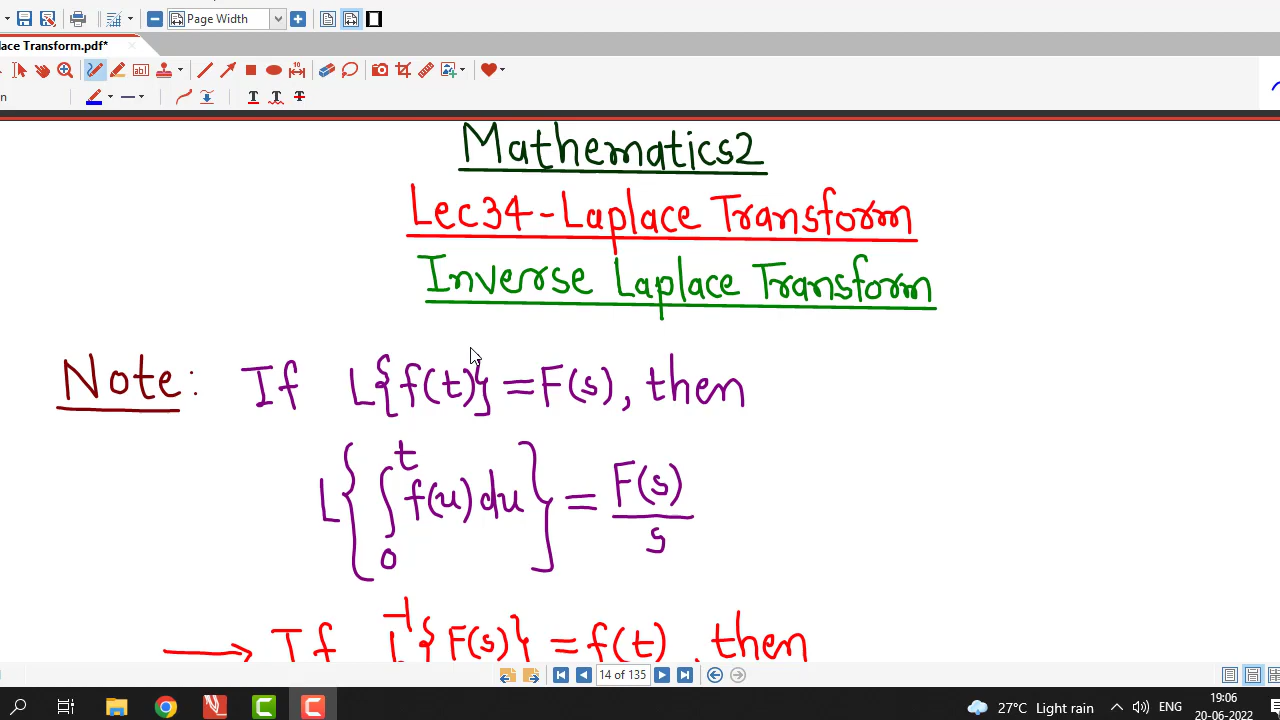 Page Width
lace Transform.pdf*
n
Mathematics2
Lec34-Laplace Transform
Inverse Laplace Transform
Note: If L{f(t)} = F(s), then
L{∫₀ᵗ f(u) du} = F(s)/s
→ If L⁻¹{F(s)} = f(t), then
14 of 135
27°C Light rain
ENG
19:06
20-06-2022